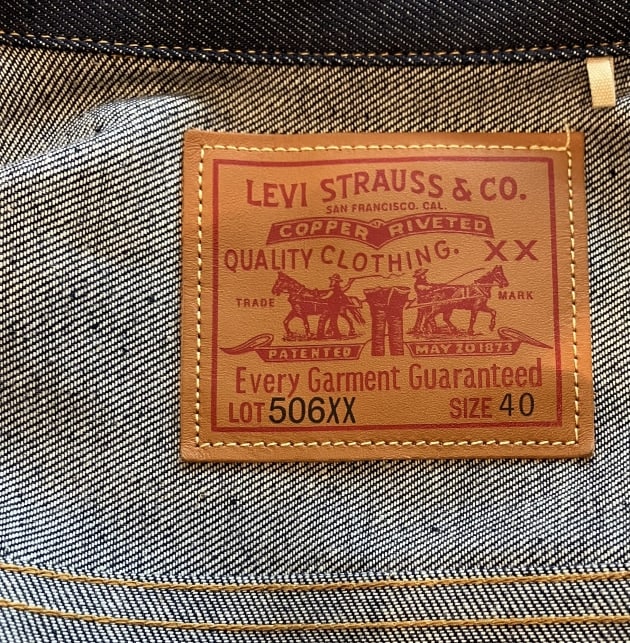 LEVI STRAUSS & CO.
SAN FRANCISCO. CAL.
COPPER RIVETED
QUALITY CLOTHING. XX
TRADE MARK
PATENTED MAY 20 1873
Every Garment Guaranteed
LOT 506XX SIZE 40